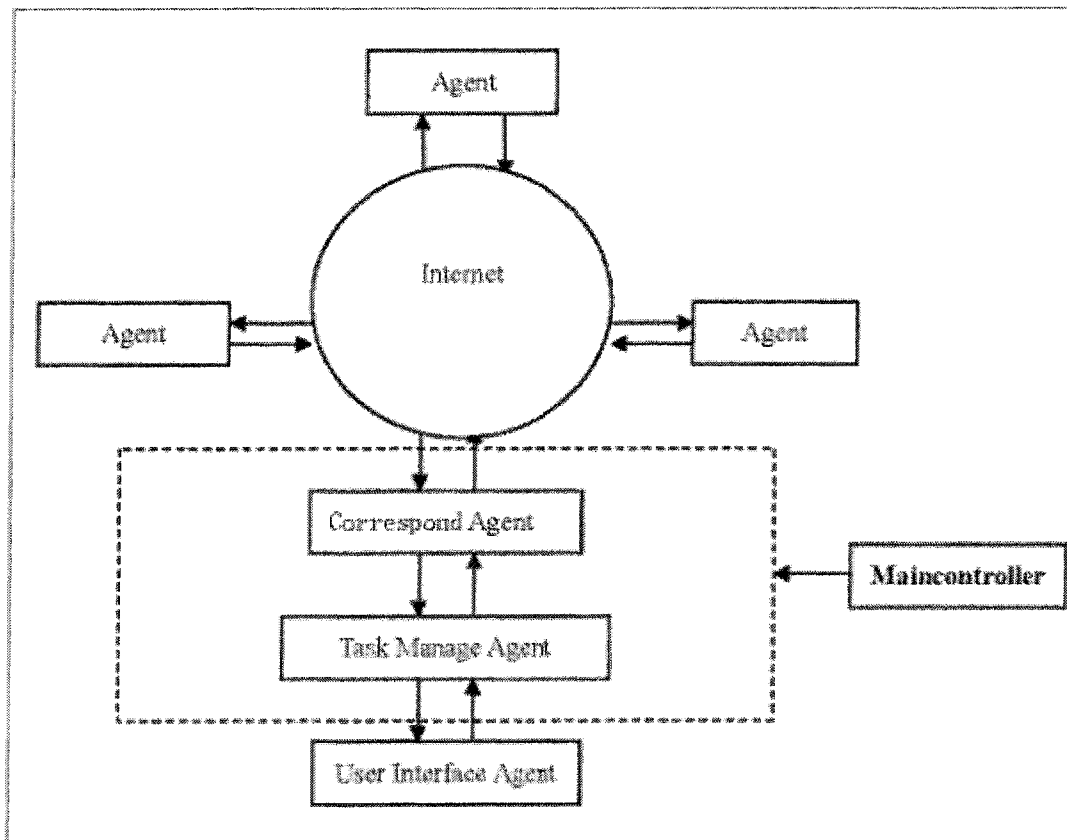 Agent
Internet
Agent
Agent
Correspond Agent
Maincontroller
Task Manage Agent
User Interface Agent